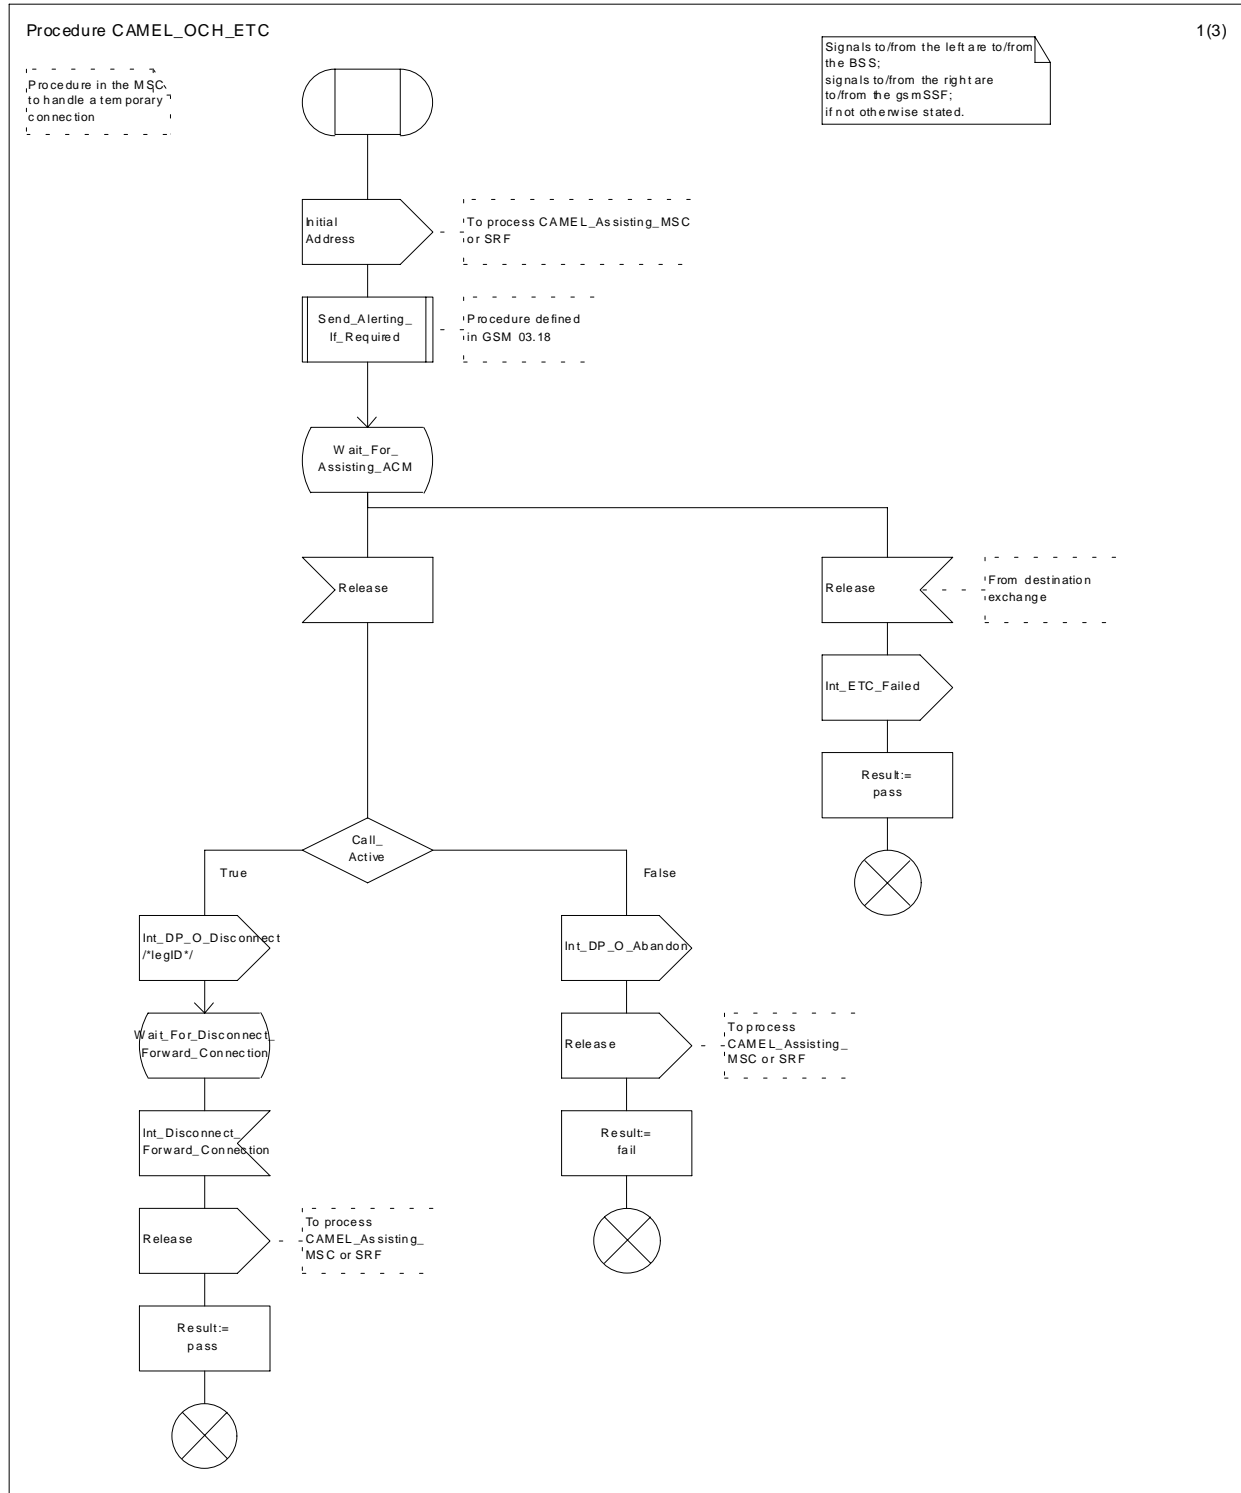 Procedure CAMEL_OCH_ETC
1(3)
Procedure in the MSC
to handle a temporary
connection
Signals to/from the left are to/from
the BSS;
signals to/from the right are
to/from the gsmSSF;
if not otherwise stated.
Initial
Address
To process CAMEL_Assisting_MSC
or SRF
Send_Alerting_
If_Required
Procedure defined
in GSM 03.18
Wait_For_
Assisting_ACM
Release
Release
From destination
exchange
Int_ETC_Failed
Result:=
pass
Call_
Active
True
False
Int_DP_O_Disconnect
/*legID*/
Int_DP_O_Abandon
Wait_For_Disconnect_
Forward_Connection
Release
To process
CAMEL_Assisting_
MSC or SRF
Int_Disconnect_
Forward_Connection
Result:=
fail
Release
To process
CAMEL_Assisting_
MSC or SRF
Result:=
pass